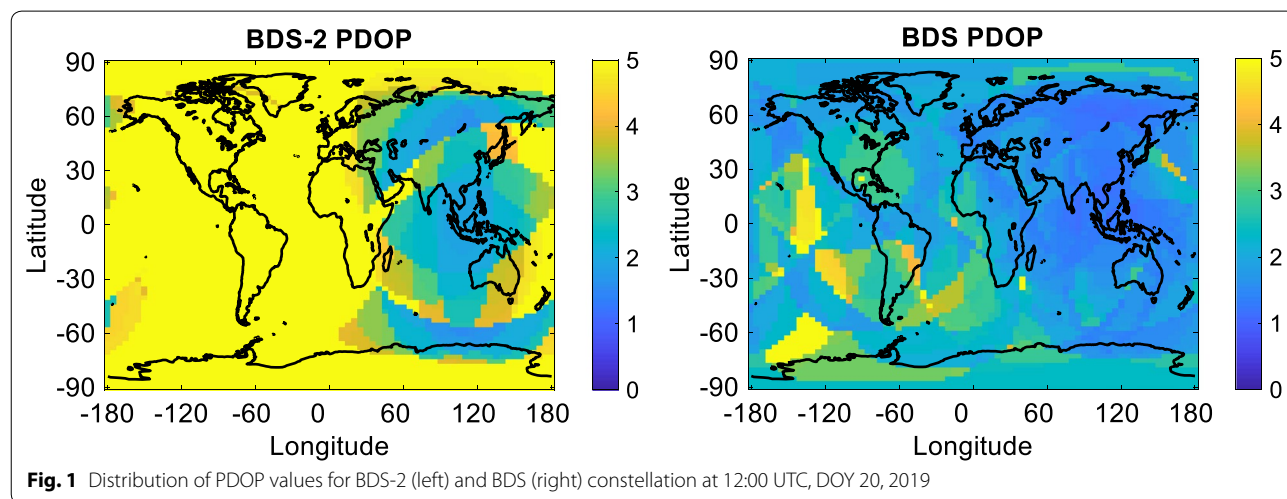 BDS-2 PDOP
90
60
30
0
-30
-60
-90
Latitude
-180 -120 -60 0 60 120 180
Longitude
5
4
3
2
1
0
BDS PDOP
90
60
30
0
-30
-60
-90
Latitude
-180 -120 -60 0 60 120 180
Longitude
5
4
3
2
1
0
Fig. 1 Distribution of PDOP values for BDS-2 (left) and BDS (right) constellation at 12:00 UTC, DOY 20, 2019